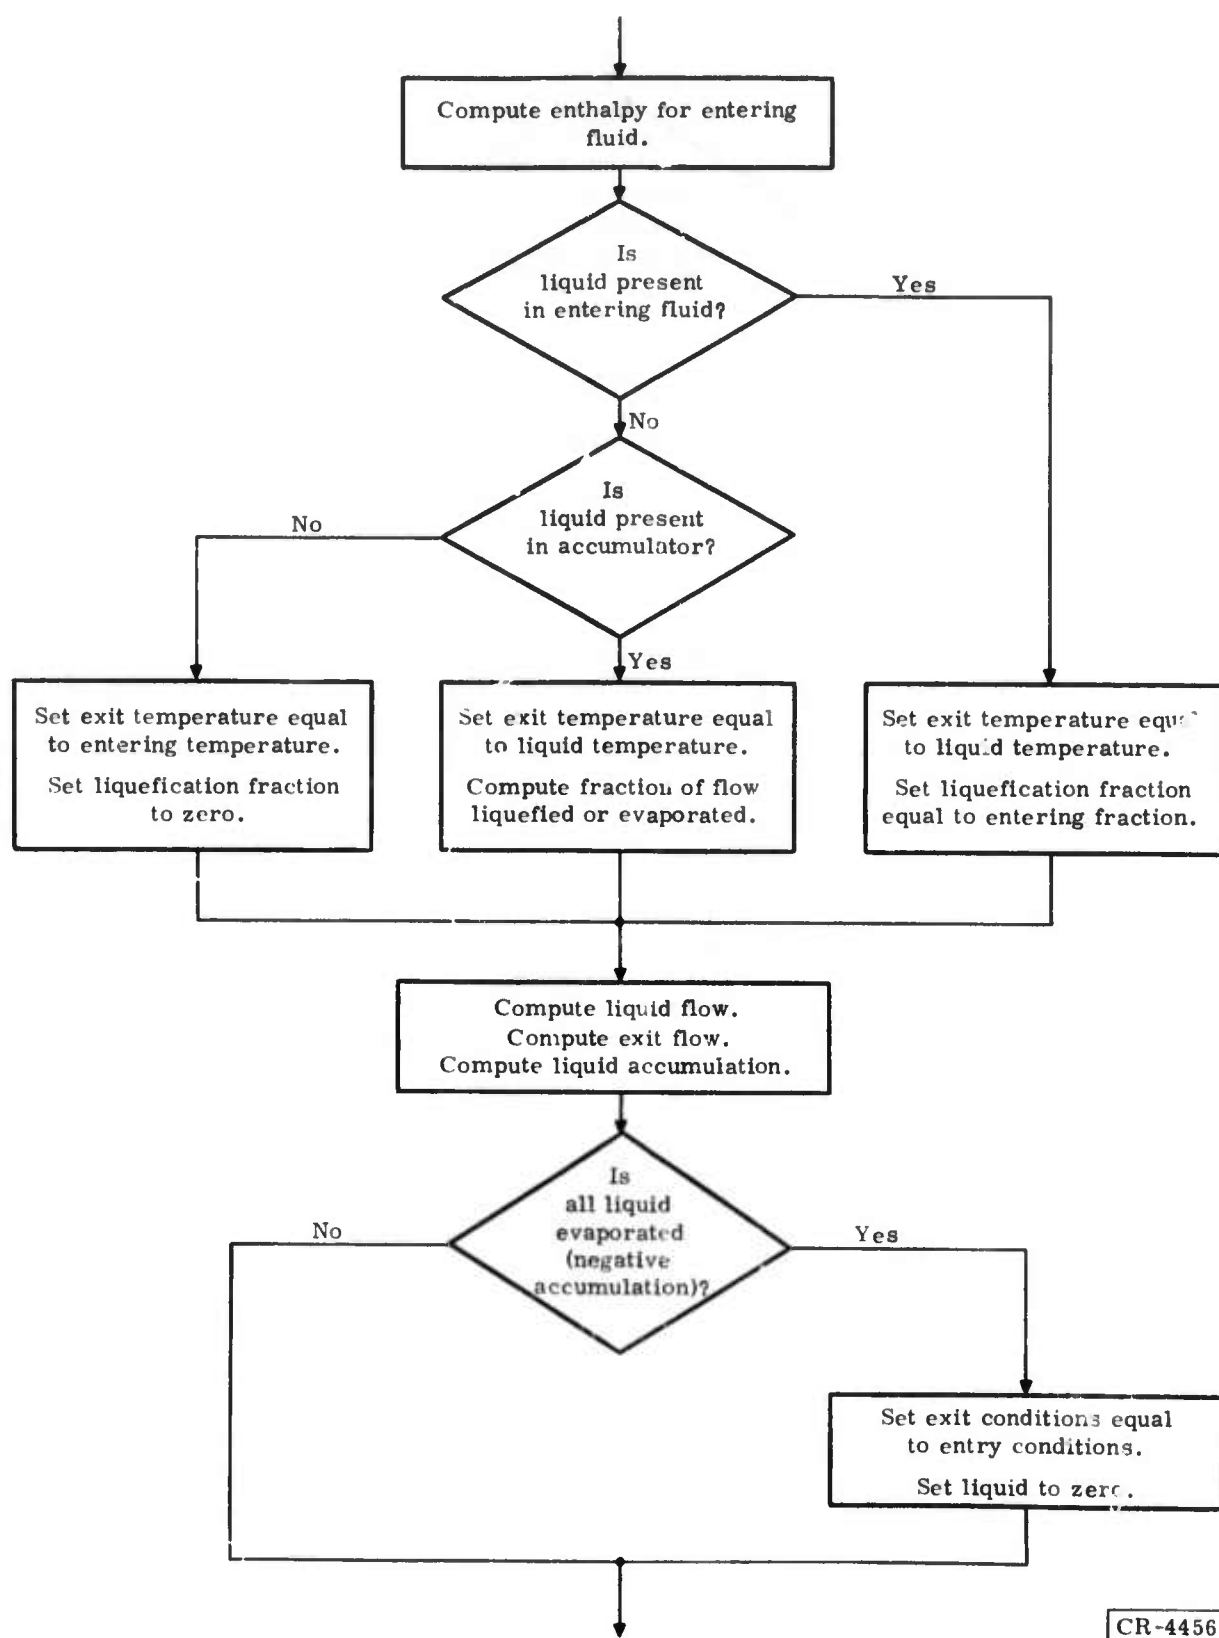 Compute enthalpy for entering
fluid.
Is
liquid present
in entering fluid?
Yes
No
Is
liquid present
in accumulator?
No
Yes
Set exit temperature equal
to entering temperature.
Set liquefication fraction
to zero.
Set exit temperature equal
to liquid temperature.
Compute fraction of flow
liquefied or evaporated.
Set exit temperature equal
to liquid temperature.
Set liquefication fraction
equal to entering fraction.
Compute liquid flow.
Compute exit flow.
Compute liquid accumulation.
Is
all liquid
evaporated
(negative
accumulation)?
No
Yes
Set exit conditions equal
to entry conditions.
Set liquid to zero.
CR-4456